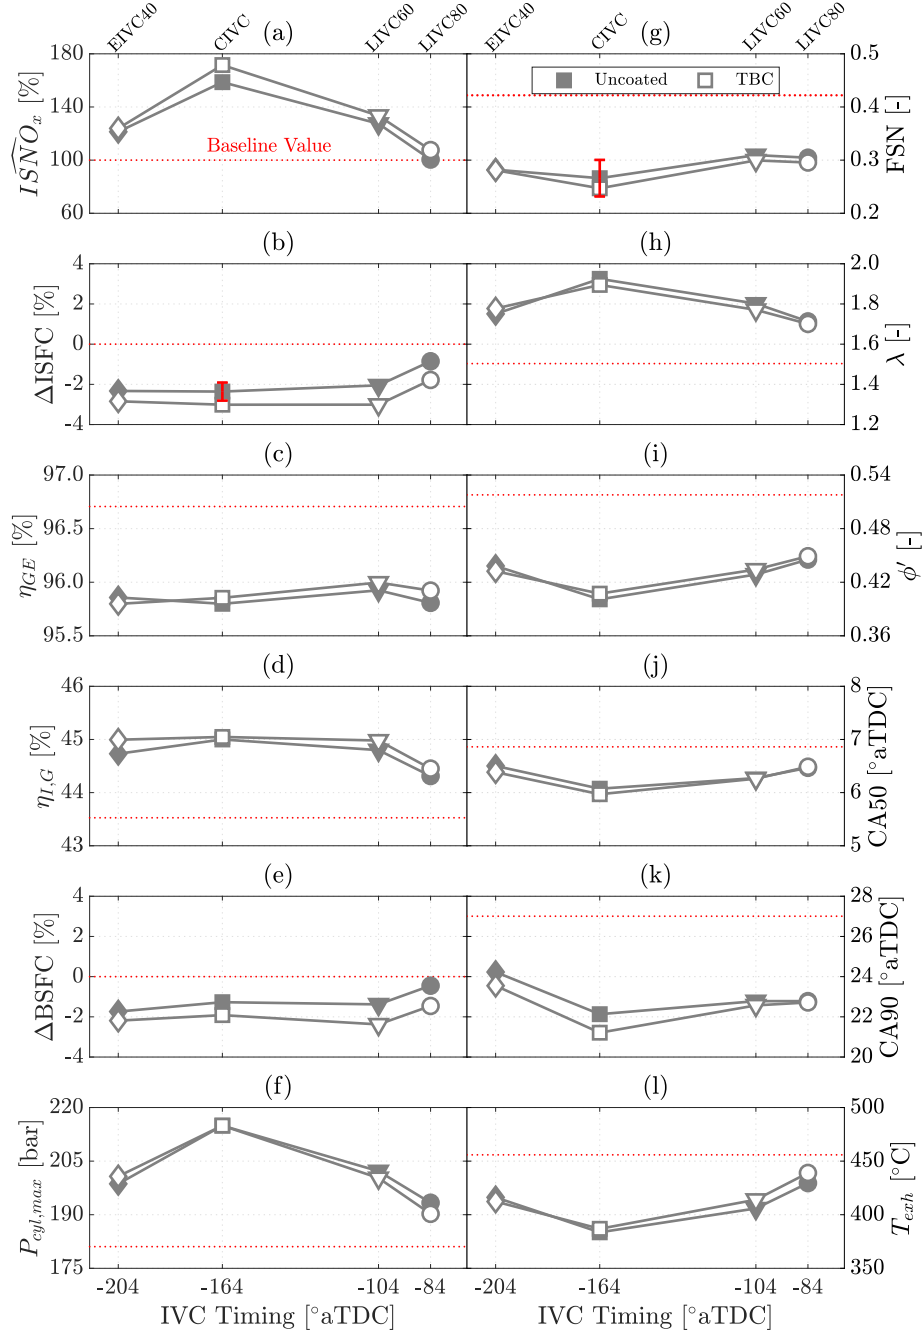 EIVC40 CIVC LIVC60 LIVC80 EIVC40 CIVC LIVC60 LIVC80
(a) (g)
180 140 100 60
ISNOₓ [%]
Baseline Value
Uncoated TBC
0.5 0.4 0.3 0.2
FSN [-]
(b) (h)
4 2 0 -2 -4
ΔISFC [%]
2.0 1.8 1.6 1.4 1.2
λ [-]
(c) (i)
97.0 96.5 96.0 95.5
η_GE [%]
0.54 0.48 0.42 0.36
ϕ′ [-]
(d) (j)
46 45 44 43
η_I,G [%]
8 7 6 5
CA50 [°aTDC]
(e) (k)
4 2 0 -2 -4
ΔBSFC [%]
28 26 24 22 20
CA90 [°aTDC]
(f) (l)
220 205 190 175
P_cyl,max [bar]
500 450 400 350
T_exh [°C]
-204 -164 -104 -84 -204 -164 -104 -84
IVC Timing [°aTDC] IVC Timing [°aTDC]